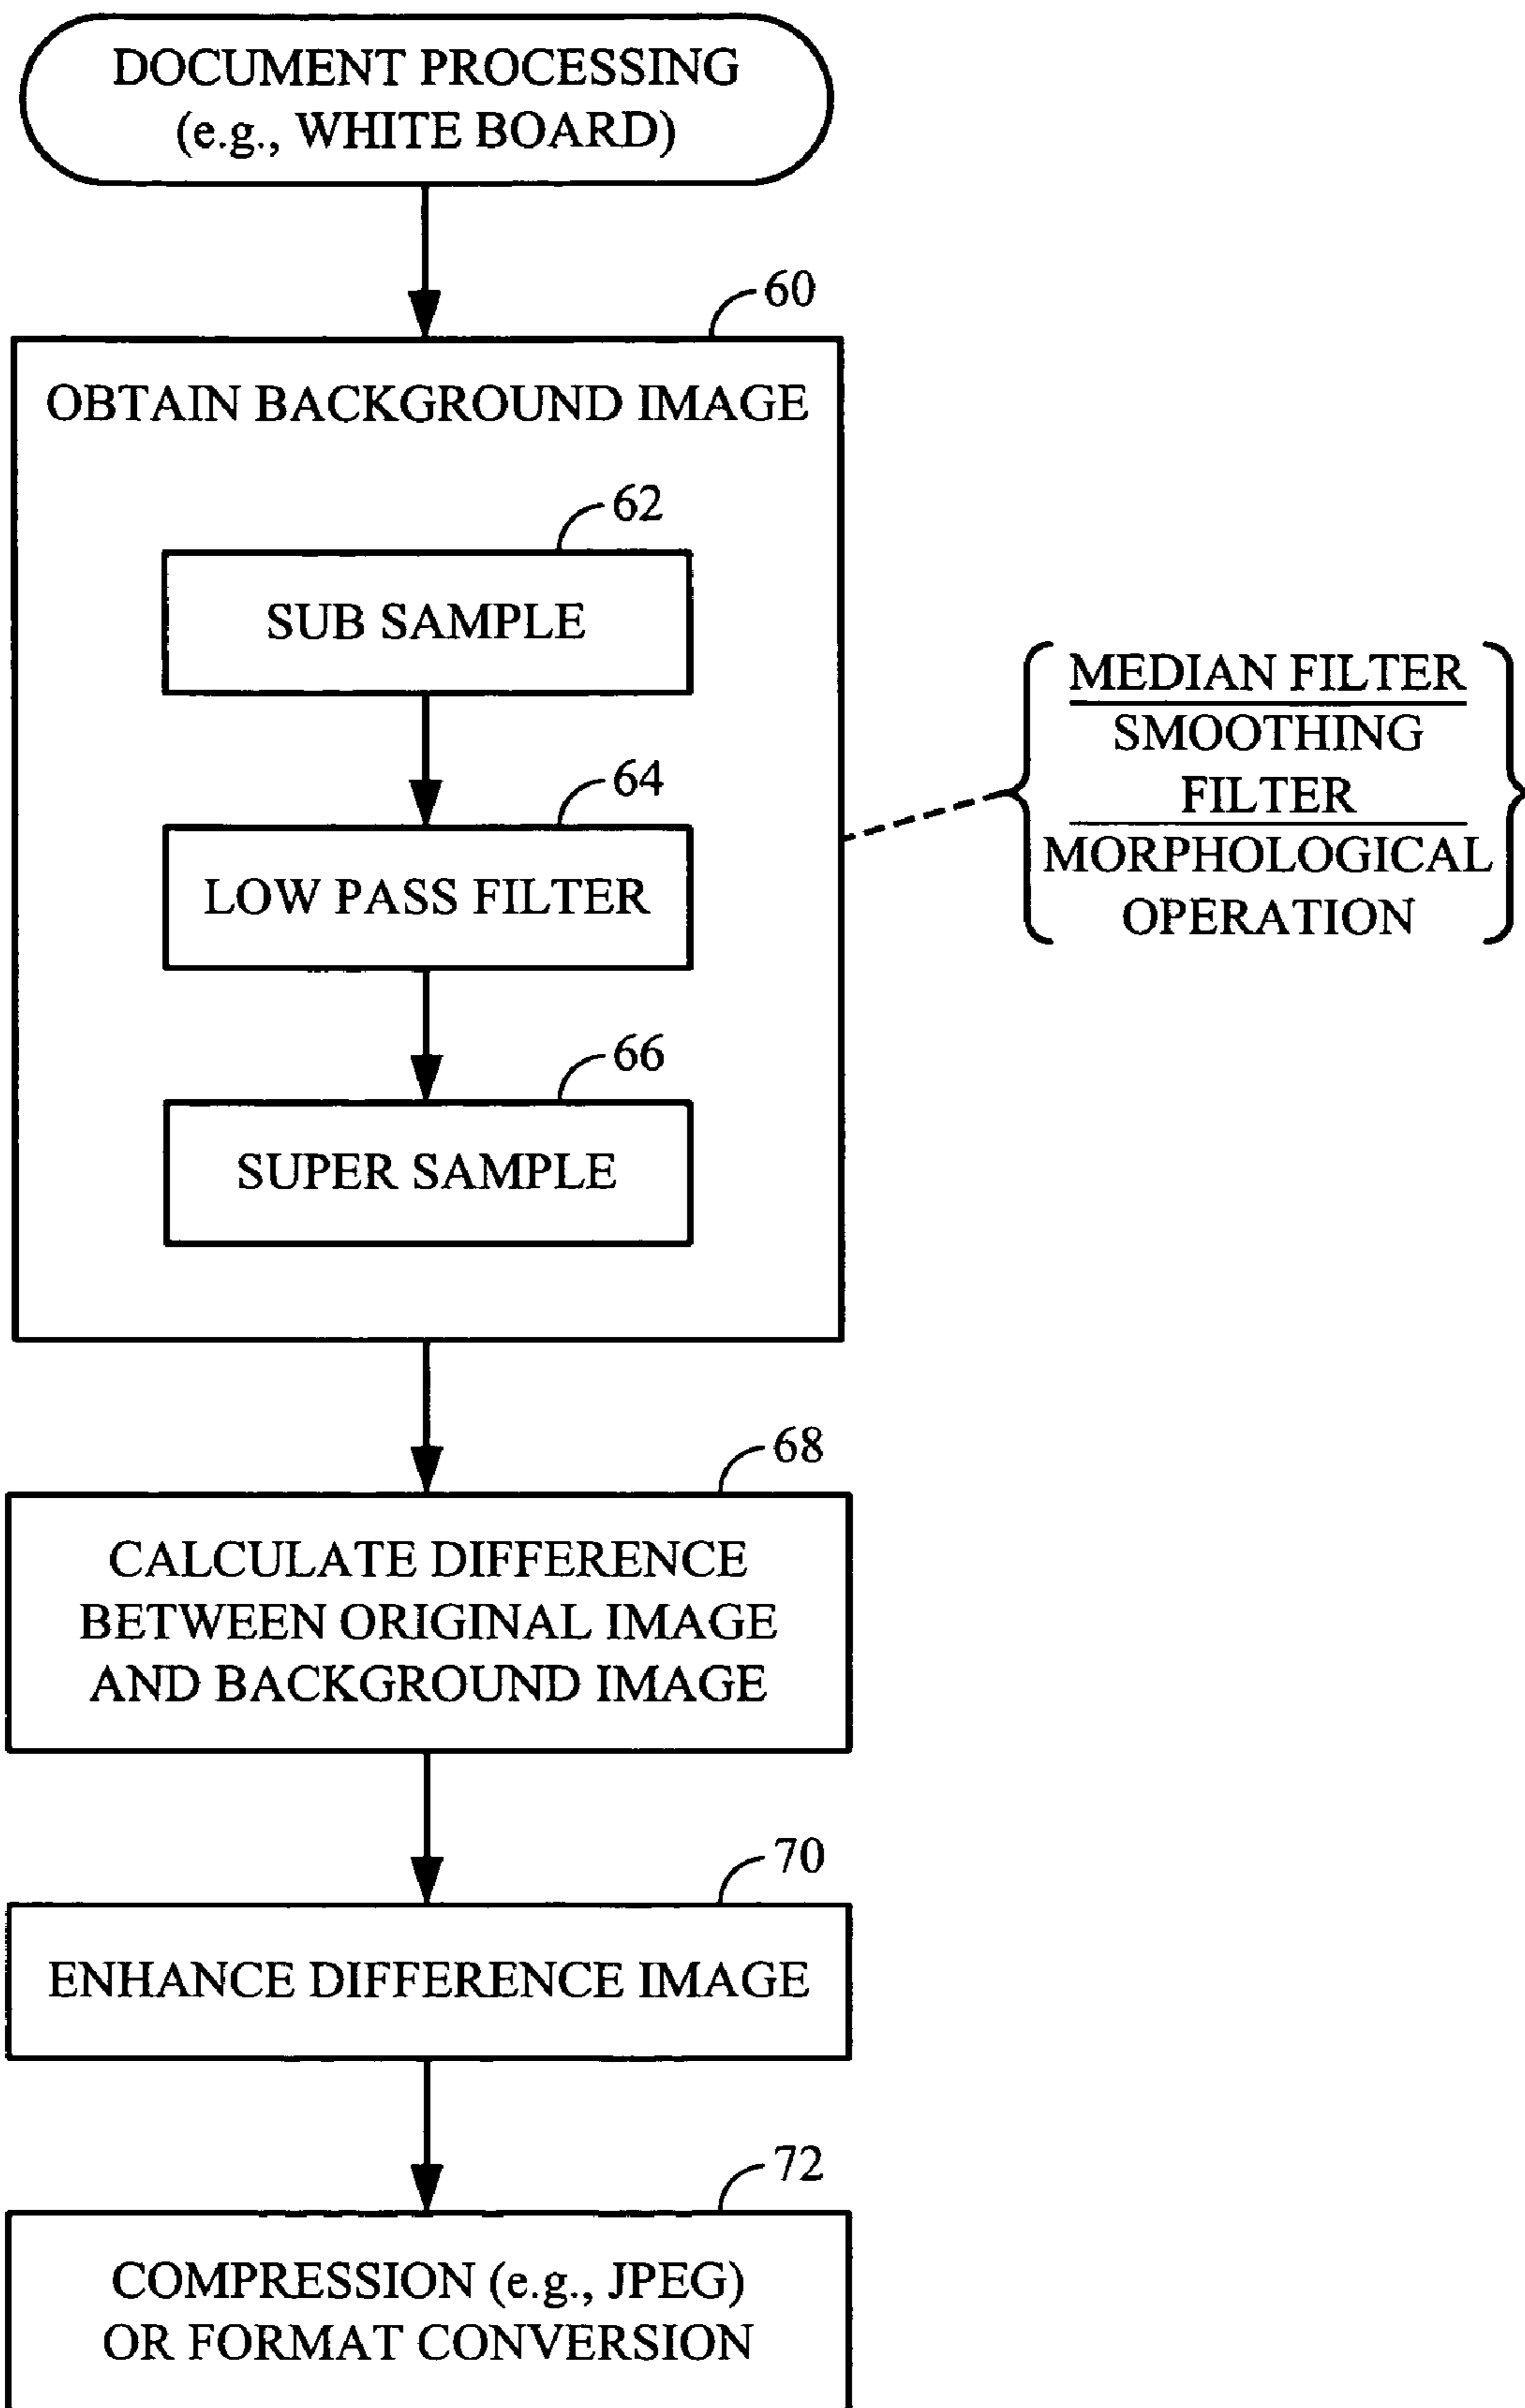 DOCUMENT PROCESSING
(e.g., WHITE BOARD)
60
OBTAIN BACKGROUND IMAGE
62
SUB SAMPLE
64
LOW PASS FILTER
66
SUPER SAMPLE
MEDIAN FILTER
SMOOTHING
FILTER
MORPHOLOGICAL
OPERATION
68
CALCULATE DIFFERENCE
BETWEEN ORIGINAL IMAGE
AND BACKGROUND IMAGE
70
ENHANCE DIFFERENCE IMAGE
72
COMPRESSION (e.g., JPEG)
OR FORMAT CONVERSION